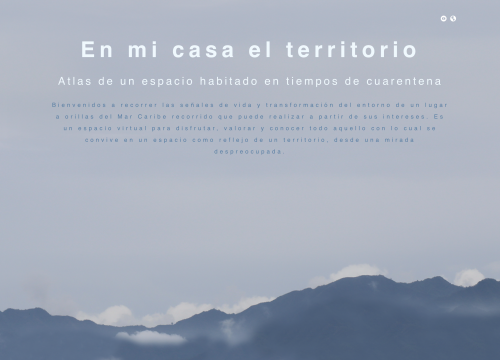 En mi casa el territorio
Atlas de un espacio habitado en tiempos de cuarentena
Bienvenidos a recorrer las señales de vida y transformación del entorno de un lugar
a orillas del Mar Caribe recorrido que puede realizar a partir de sus intereses. Es
un espacio virtual para disfrutar, valorar y conocer todo aquello con lo cual se
convive en un espacio como reflejo de un territorio, desde una mirada
despreocupada.